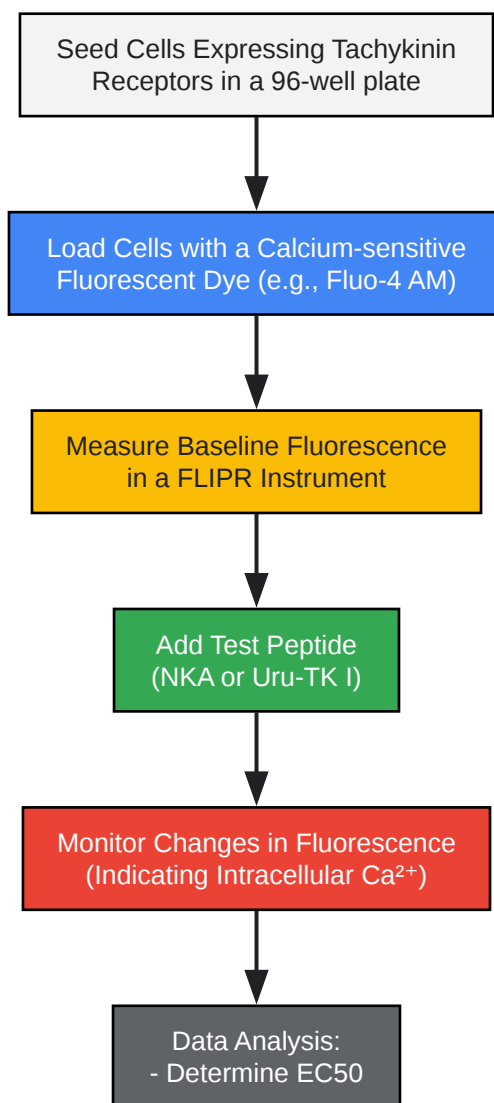 Seed Cells Expressing Tachykinin
Receptors in a 96-well plate
Load Cells with a Calcium-sensitive
Fluorescent Dye (e.g., Fluo-4 AM)
Measure Baseline Fluorescence
in a FLIPR Instrument
Add Test Peptide
(NKA or Uru-TK I)
Monitor Changes in Fluorescence
(Indicating Intracellular Ca²⁺)
Data Analysis:
- Determine EC50